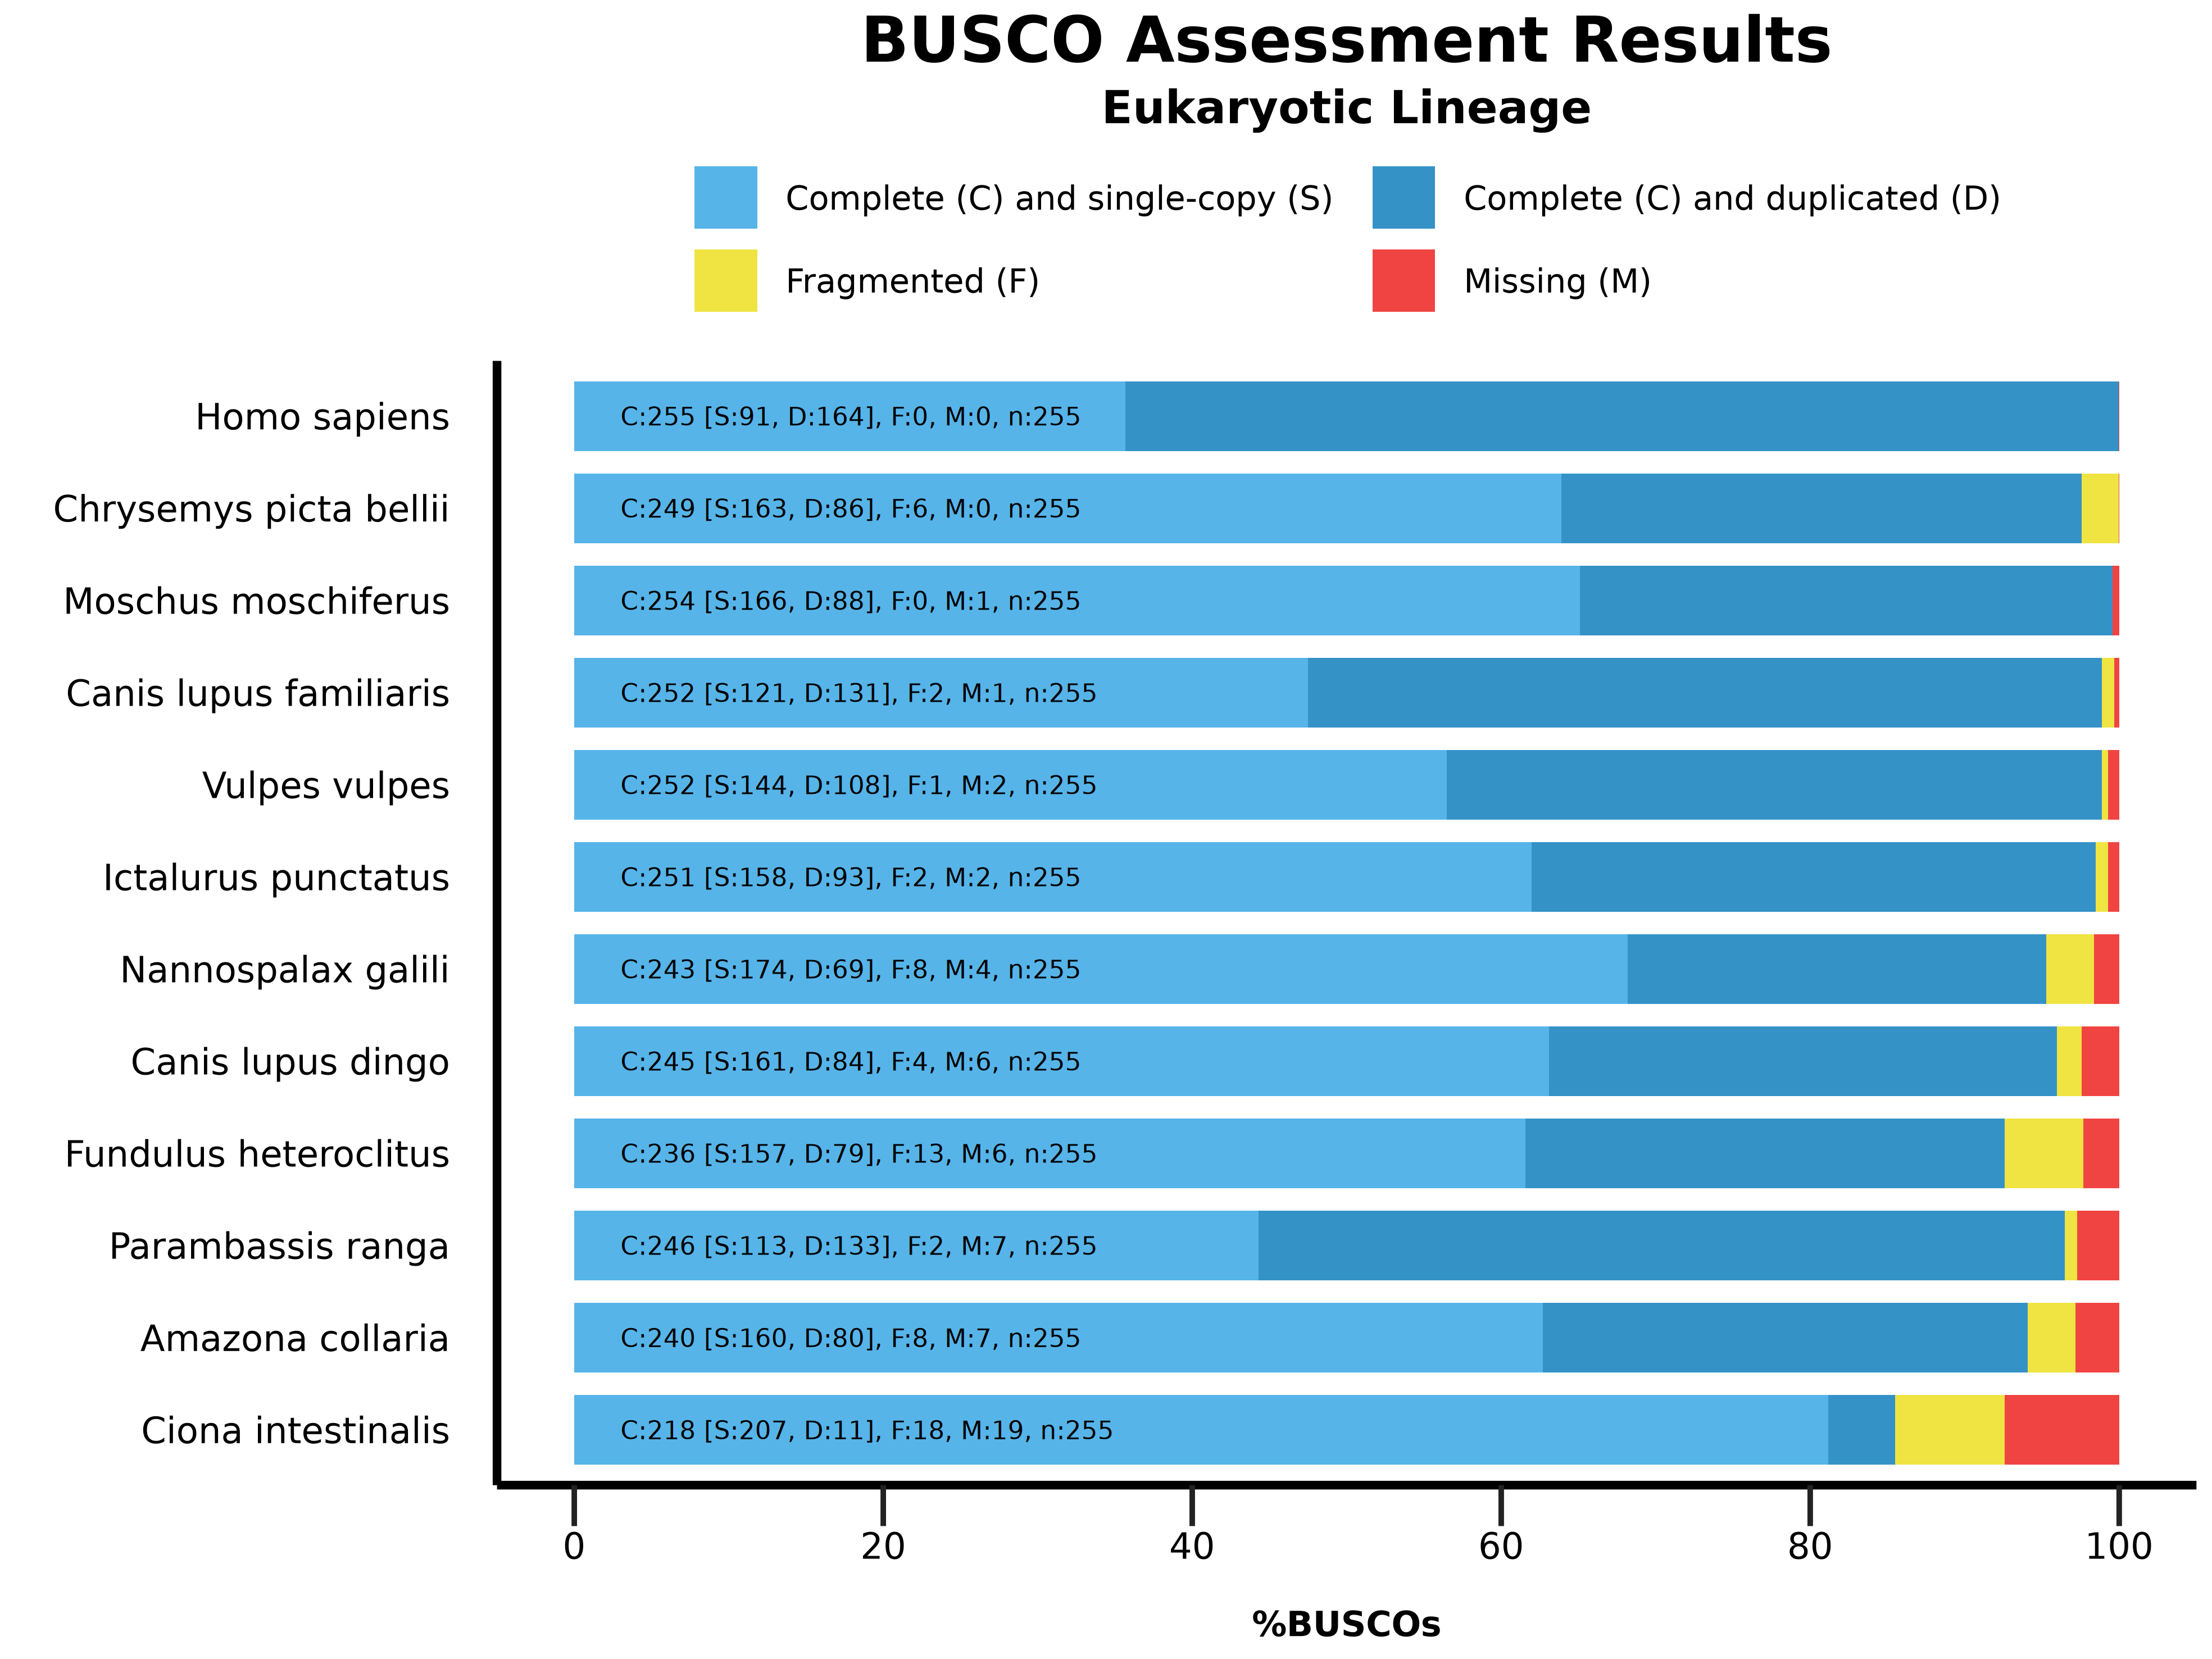 BUSCO Assessment Results
Eukaryotic Lineage
Complete (C) and single-copy (S)
Complete (C) and duplicated (D)
Fragmented (F)
Missing (M)
Homo sapiens
C:255 [S:91, D:164], F:0, M:0, n:255
Chrysemys picta bellii
C:249 [S:163, D:86], F:6, M:0, n:255
Moschus moschiferus
C:254 [S:166, D:88], F:0, M:1, n:255
Canis lupus familiaris
C:252 [S:121, D:131], F:2, M:1, n:255
Vulpes vulpes
C:252 [S:144, D:108], F:1, M:2, n:255
Ictalurus punctatus
C:251 [S:158, D:93], F:2, M:2, n:255
Nannospalax galili
C:243 [S:174, D:69], F:8, M:4, n:255
Canis lupus dingo
C:245 [S:161, D:84], F:4, M:6, n:255
Fundulus heteroclitus
C:236 [S:157, D:79], F:13, M:6, n:255
Parambassis ranga
C:246 [S:113, D:133], F:2, M:7, n:255
Amazona collaria
C:240 [S:160, D:80], F:8, M:7, n:255
Ciona intestinalis
C:218 [S:207, D:11], F:18, M:19, n:255
0 20 40 60 80 100
%BUSCOs